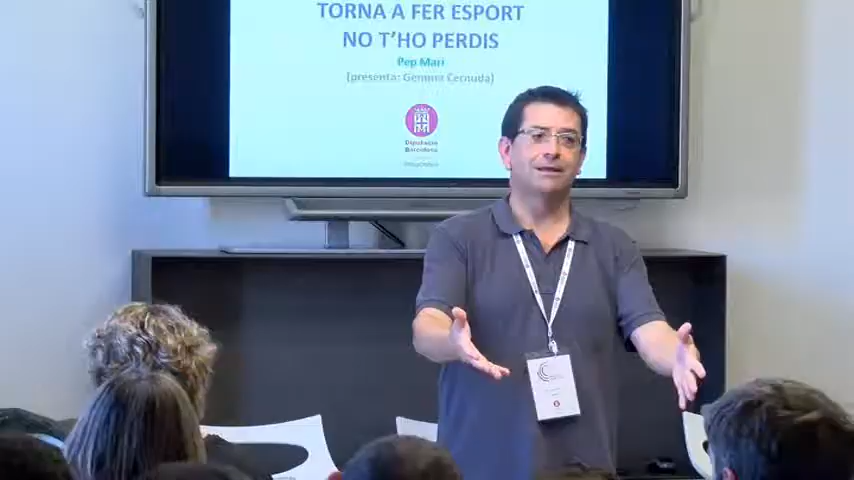 TORNA A FER ESPORT
NO T'HO PERDIS
Pep Marí
(presenta: Gemma Cernuda)
Diputació
Barcelona